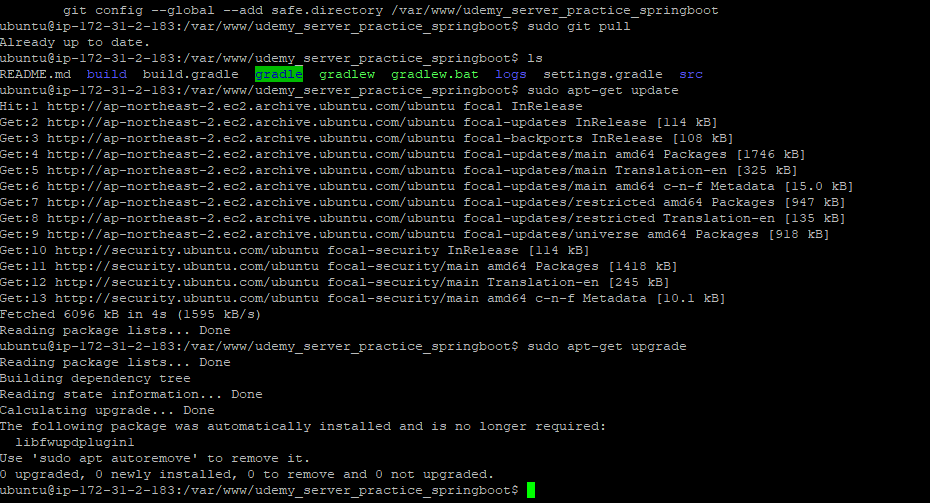 git config --global --add safe.directory /var/www/udemy_server_practice_springboot
ubuntu@ip-172-31-2-183:/var/www/udemy_server_practice_springboot$ sudo git pull
Already up to date.
ubuntu@ip-172-31-2-183:/var/www/udemy_server_practice_springboot$ ls
README.md build build.gradle gradle gradlew gradlew.bat logs settings.gradle src
ubuntu@ip-172-31-2-183:/var/www/udemy_server_practice_springboot$ sudo apt-get update
Hit:1 http://ap-northeast-2.ec2.archive.ubuntu.com/ubuntu focal InRelease
Get:2 http://ap-northeast-2.ec2.archive.ubuntu.com/ubuntu focal-updates InRelease [114 kB]
Get:3 http://ap-northeast-2.ec2.archive.ubuntu.com/ubuntu focal-backports InRelease [108 kB]
Get:4 http://ap-northeast-2.ec2.archive.ubuntu.com/ubuntu focal-updates/main amd64 Packages [1746 kB]
Get:5 http://ap-northeast-2.ec2.archive.ubuntu.com/ubuntu focal-updates/main Translation-en [325 kB]
Get:6 http://ap-northeast-2.ec2.archive.ubuntu.com/ubuntu focal-updates/main amd64 c-n-f Metadata [15.0 kB]
Get:7 http://ap-northeast-2.ec2.archive.ubuntu.com/ubuntu focal-updates/restricted amd64 Packages [947 kB]
Get:8 http://ap-northeast-2.ec2.archive.ubuntu.com/ubuntu focal-updates/restricted Translation-en [135 kB]
Get:9 http://ap-northeast-2.ec2.archive.ubuntu.com/ubuntu focal-updates/universe amd64 Packages [918 kB]
Get:10 http://security.ubuntu.com/ubuntu focal-security InRelease [114 kB]
Get:11 http://security.ubuntu.com/ubuntu focal-security/main amd64 Packages [1418 kB]
Get:12 http://security.ubuntu.com/ubuntu focal-security/main Translation-en [245 kB]
Get:13 http://security.ubuntu.com/ubuntu focal-security/main amd64 c-n-f Metadata [10.1 kB]
Fetched 6096 kB in 4s (1595 kB/s)
Reading package lists... Done
ubuntu@ip-172-31-2-183:/var/www/udemy_server_practice_springboot$ sudo apt-get upgrade
Reading package lists... Done
Building dependency tree
Reading state information... Done
Calculating upgrade... Done
The following package was automatically installed and is no longer required:
libfwupdplugin1
Use 'sudo apt autoremove' to remove it.
0 upgraded, 0 newly installed, 0 to remove and 0 not upgraded.
ubuntu@ip-172-31-2-183:/var/www/udemy_server_practice_springboot$